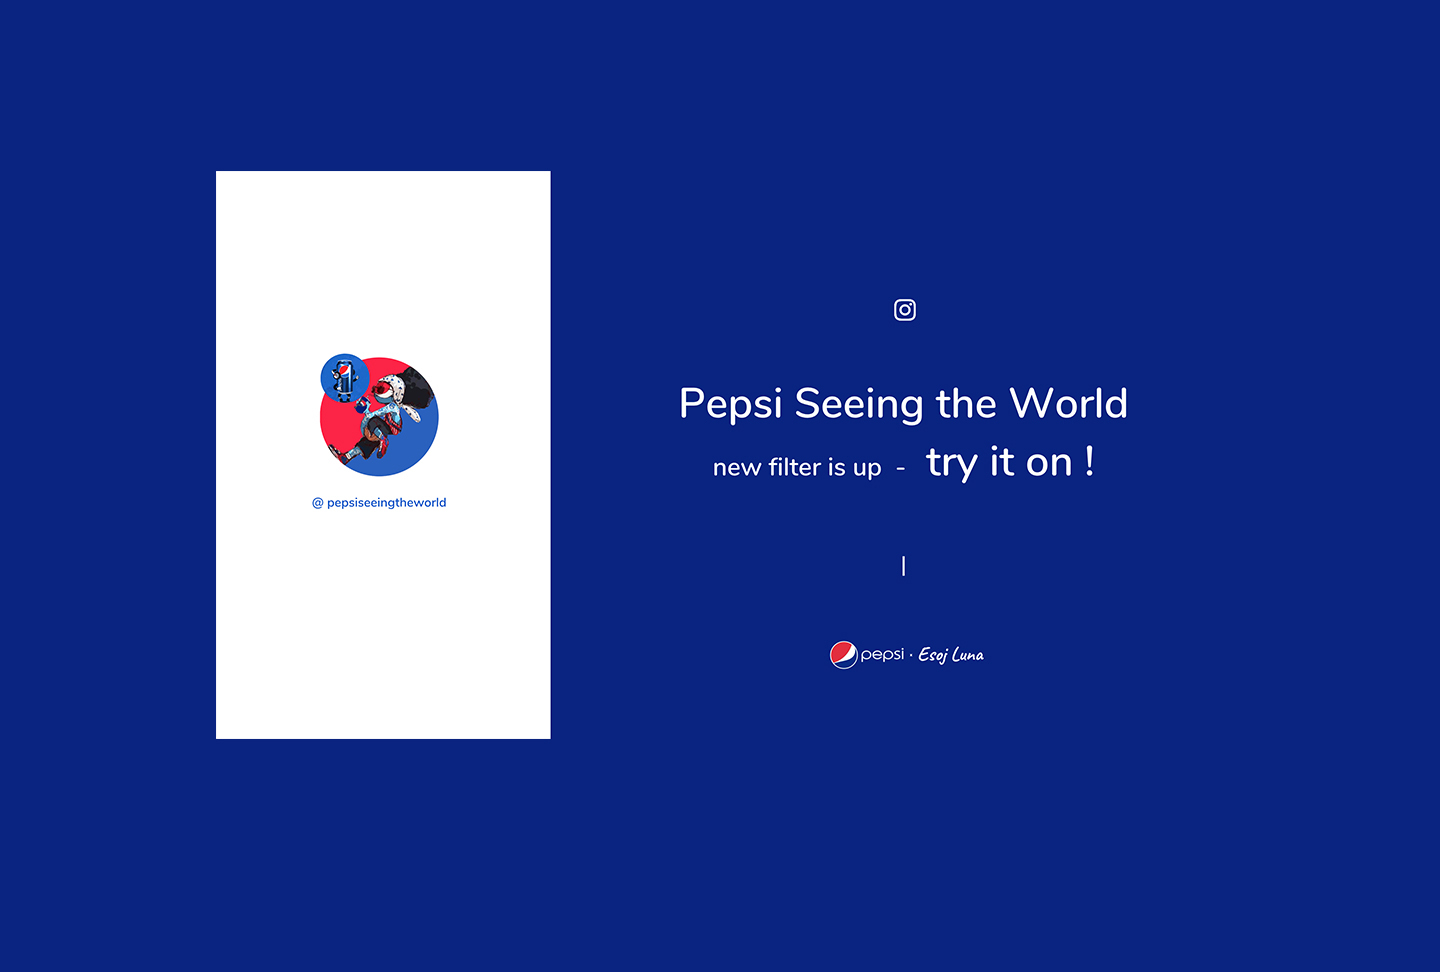 @ pepsiseeingtheworld
Pepsi Seeing the World
new filter is up - try it on !
|
pepsi · Esoj Luna